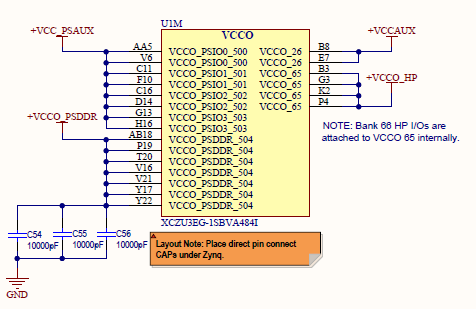 U1M
VCCO
+VCC_PSAUX
+VCCAUX
AA5 VCCO_PSIO0_500 VCCO_26 B8
V6 VCCO_PSIO0_500 VCCO_26 E7
C11 VCCO_PSIO1_501 VCCO_65 B3
F10 VCCO_PSIO1_501 VCCO_65 G3
+VCCO_HP
C16 VCCO_PSIO2_502 VCCO_65 K2
D14 VCCO_PSIO2_502 VCCO_65 P4
G13 VCCO_PSIO3_503
+VCCO_PSDDR
H16 VCCO_PSIO3_503
AB18 VCCO_PSDDR_504
P19 VCCO_PSDDR_504
T20 VCCO_PSDDR_504
V16 VCCO_PSDDR_504
V21 VCCO_PSDDR_504
Y17 VCCO_PSDDR_504
Y22 VCCO_PSDDR_504
NOTE: Bank 66 HP I/Os are
attached to VCCO 65 internally.
XCZU3EG-1SBVA484I
C54 C55 C56
10000pF 10000pF 10000pF
Layout Note: Place direct pin connect
CAPs under Zynq.
GND